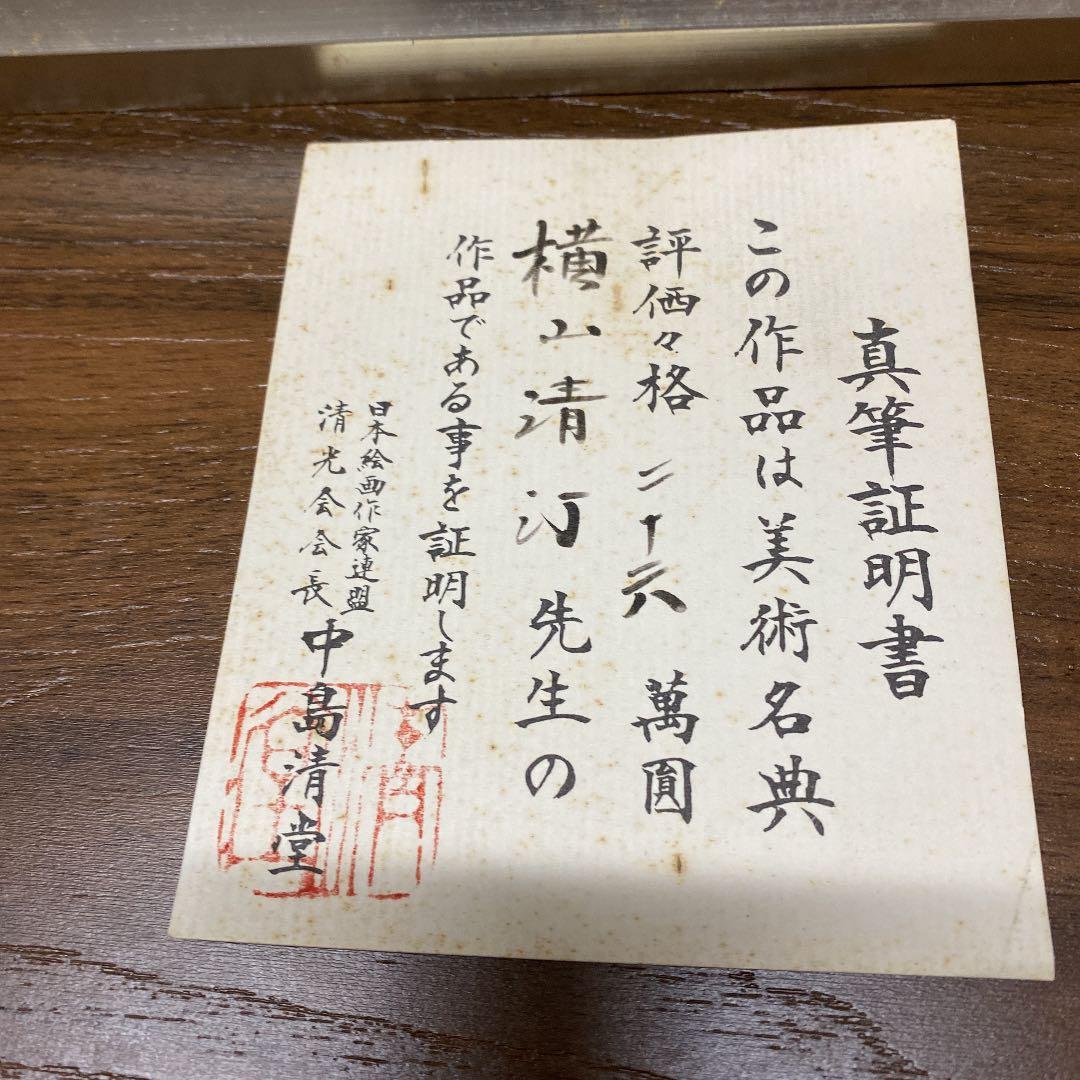 真筆証明書
この作品は美術名典
評価々格 二十六 萬圓
横山清汀先生の
作品である事を証明します
日本絵画作家連盟
清光会会長 中島清堂